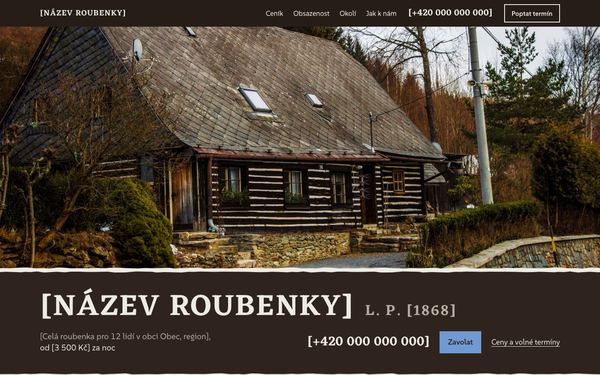 [NÁZEV ROUBENKY]
Ceník Obsazenost Okolí Jak k nám [+420 000 000 000] Poptat termín
[NÁZEV ROUBENKY] L. P. [1868]
[Celá roubenka pro 12 lidí v obci Obec, region],
od [3 500 Kč] za noc
[+420 000 000 000] Zavolat Ceny a volné termíny